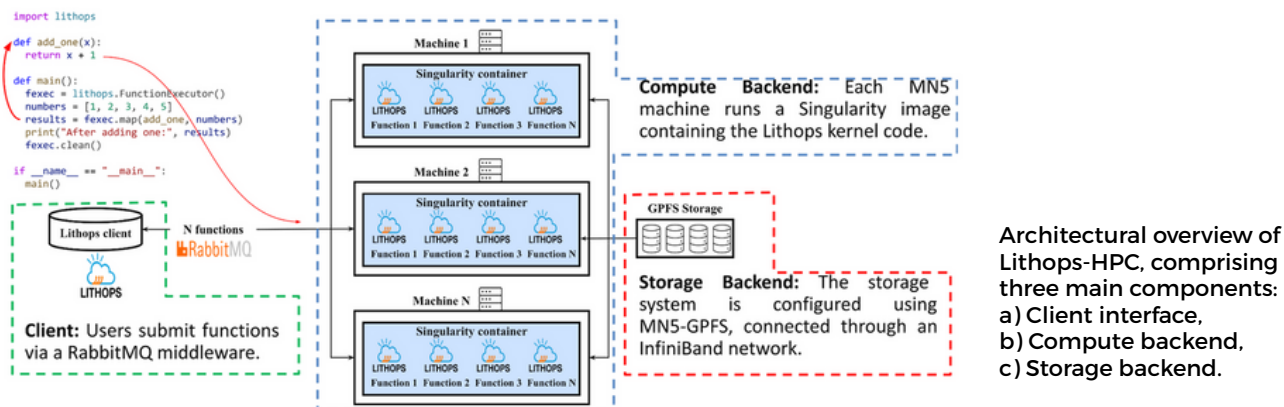 import lithops
def add_one(x):
return x + 1
def main():
fexec = lithops.FunctionExecutor()
numbers = [1, 2, 3, 4, 5]
results = fexec.map(add_one, numbers)
print("After adding one:", results)
fexec.clean()
if __name__ == "__main__":
main()
Lithops client
N functions
RabbitMQ
LITHOPS
Client: Users submit functions
via a RabbitMQ middleware.
Machine 1
Singularity container
LITHOPS LITHOPS LITHOPS LITHOPS
Function 1 Function 2 Function 3 Function N
Machine 2
Singularity container
LITHOPS LITHOPS LITHOPS LITHOPS
Function 1 Function 2 Function 3 Function N
Machine N
Singularity container
LITHOPS LITHOPS LITHOPS LITHOPS
Function 1 Function 2 Function 3 Function N
Compute Backend: Each MN5
machine runs a Singularity image
containing the Lithops kernel code.
GPFS Storage
Storage Backend: The storage
system is configured using
MN5-GPFS, connected through an
InfiniBand network.
Architectural overview of
Lithops-HPC, comprising
three main components:
a) Client interface,
b) Compute backend,
c) Storage backend.